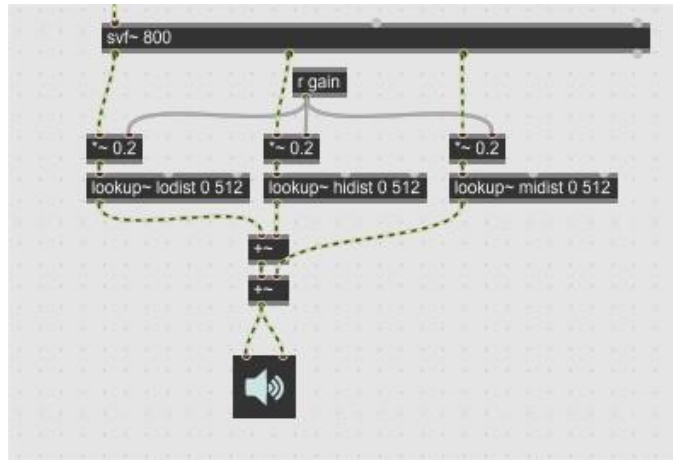 svf~ 800
r gain
*~ 0.2
*~ 0.2
*~ 0.2
lookup~ lodist 0 512
lookup~ hidist 0 512
lookup~ midist 0 512
+~
+~